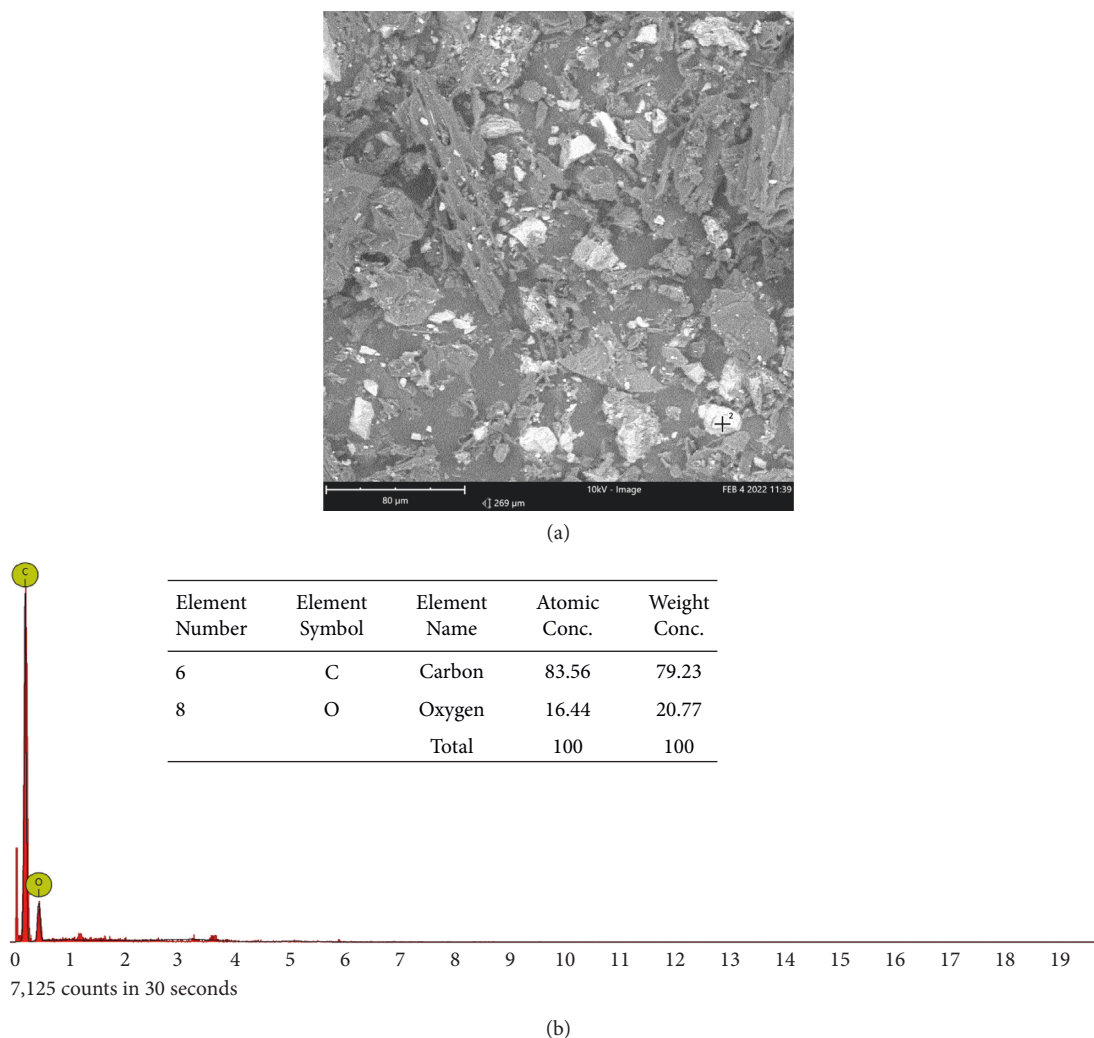 2
80 µm
269 µm
10kV - Image
FEB 4 2022 11:39
(a)
C
O
Element Number Element Symbol Element Name Atomic Conc. Weight Conc.
6 C Carbon 83.56 79.23
8 O Oxygen 16.44 20.77
Total 100 100
0 1 2 3 4 5 6 7 8 9 10 11 12 13 14 15 16 17 18 19
7,125 counts in 30 seconds
(b)